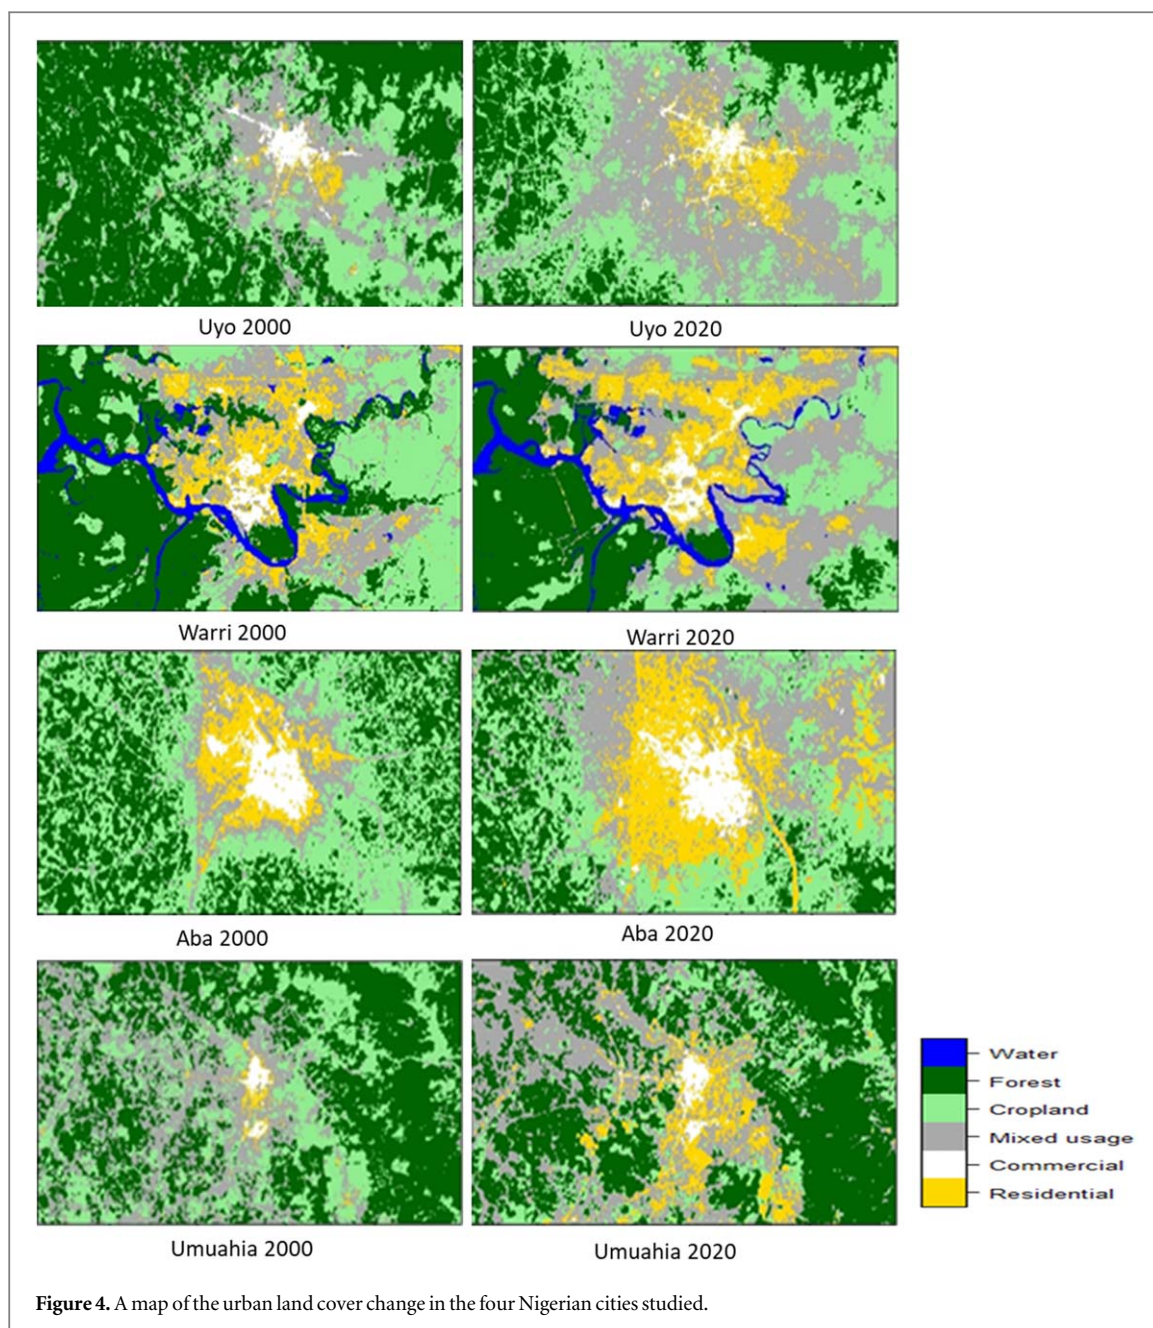 Uyo 2000
Uyo 2020
Warri 2000
Warri 2020
Aba 2000
Aba 2020
Water
Forest
Cropland
Mixed usage
Commercial
Residential
Umuahia 2000
Umuahia 2020
Figure 4. A map of the urban land cover change in the four Nigerian cities studied.